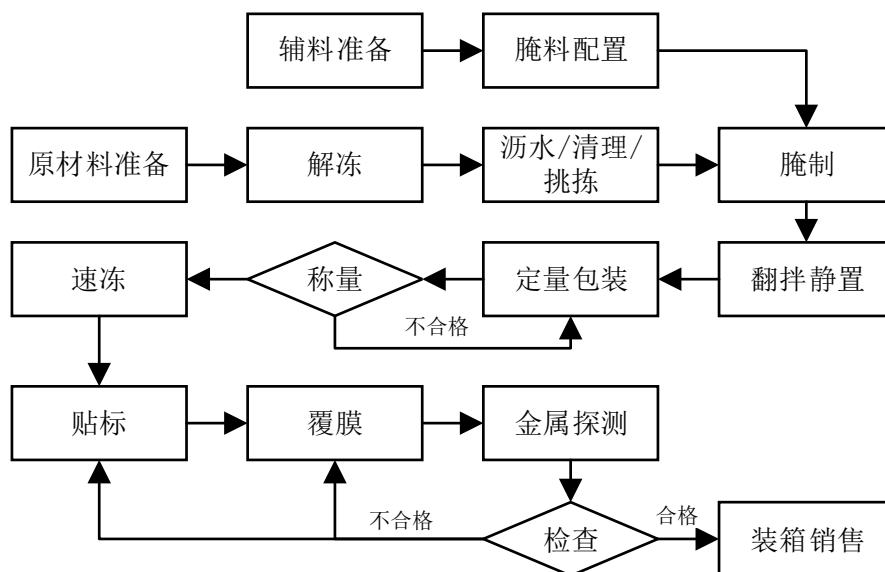 辅料准备
腌料配置
原材料准备
解冻
沥水/清理/
挑拣
腌制
速冻
称量
定量包装
翻拌静置
不合格
贴标
覆膜
金属探测
不合格
检查
合格
装箱销售